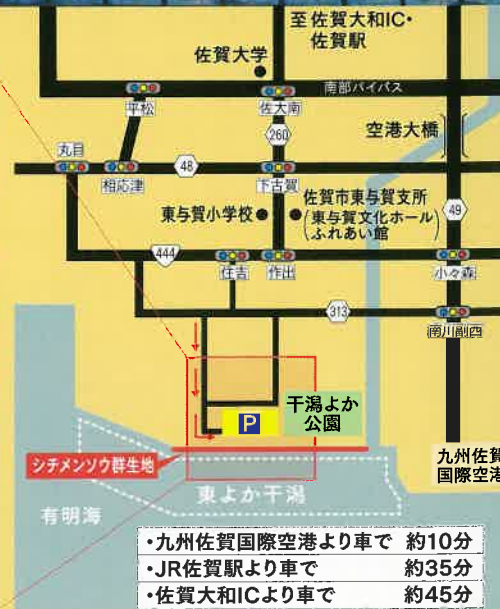 至佐賀大和IC・
佐賀駅
佐賀大学
南部バイパス
平松
佐大南
260
空港大橋
丸目
48
相応津
下古賀
佐賀市東与賀支所
(東与賀文化ホール)
ふれあい館
東与賀小学校
49
444
住吉
作出
小々森
313
南川副西
P
干潟よか
公園
九州佐賀
国際空港
シチメンソウ群生地
東よか干潟
有明海
・九州佐賀国際空港より車で 約10分
・JR佐賀駅より車で 約35分
・佐賀大和ICより車で 約45分